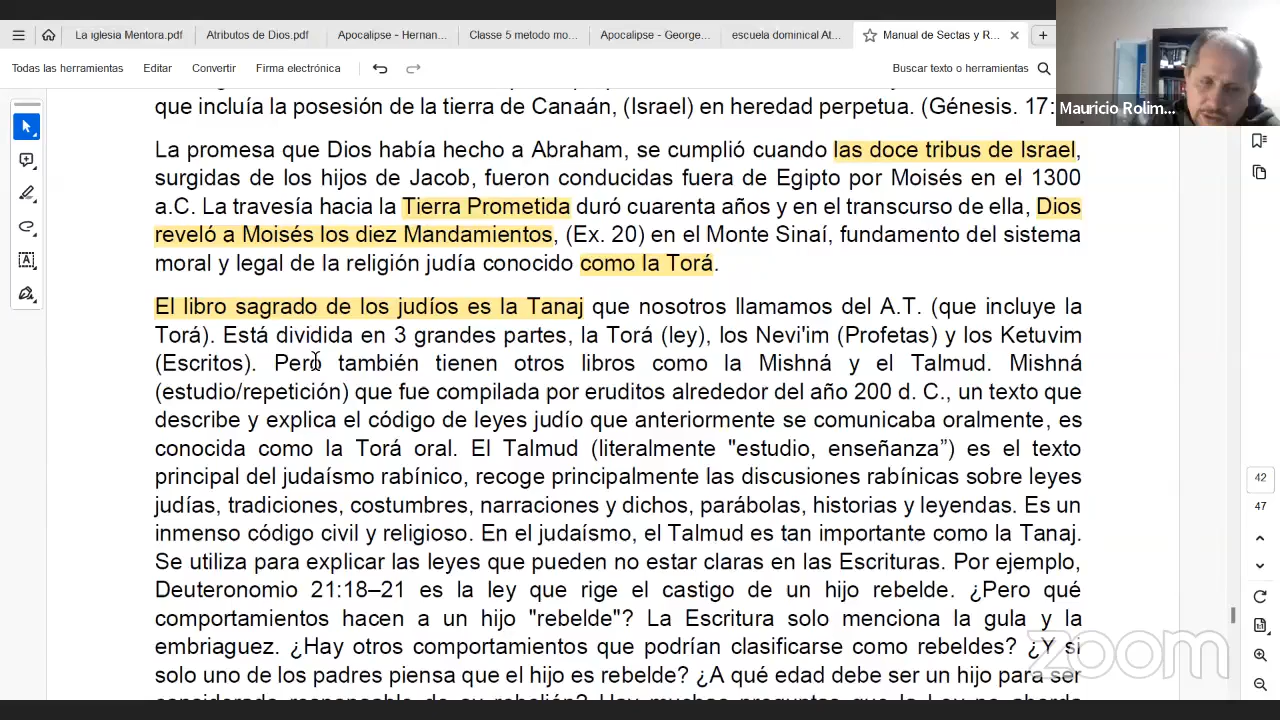 La iglesia Mentora.pdf
Atributos de Dios.pdf
Apocalipse - Hernan...
Classe 5 metodo mo...
Apocalipse - George...
escuela dominical At...
Manual de Sectas y R...
Todas las herramientas
Editar
Convertir
Firma electrónica
Buscar texto o herramientas
Mauricio Rolim...
que incluía la posesión de la tierra de Canaán, (Israel) en heredad perpetua. (Génesis. 17:
La promesa que Dios había hecho a Abraham, se cumplió cuando las doce tribus de Israel,
surgidas de los hijos de Jacob, fueron conducidas fuera de Egipto por Moisés en el 1300
a.C. La travesía hacia la Tierra Prometida duró cuarenta años y en el transcurso de ella, Dios
reveló a Moisés los diez Mandamientos, (Ex. 20) en el Monte Sinaí, fundamento del sistema
moral y legal de la religión judía conocido como la Torá.
El libro sagrado de los judíos es la Tanaj que nosotros llamamos del A.T. (que incluye la
Torá). Está dividida en 3 grandes partes, la Torá (ley), los Nevi'im (Profetas) y los Ketuvim
(Escritos). Pero también tienen otros libros como la Mishná y el Talmud. Mishná
(estudio/repetición) que fue compilada por eruditos alrededor del año 200 d. C., un texto que
describe y explica el código de leyes judío que anteriormente se comunicaba oralmente, es
conocida como la Torá oral. El Talmud (literalmente "estudio, enseñanza”) es el texto
principal del judaísmo rabínico, recoge principalmente las discusiones rabínicas sobre leyes
judías, tradiciones, costumbres, narraciones y dichos, parábolas, historias y leyendas. Es un
inmenso código civil y religioso. En el judaísmo, el Talmud es tan importante como la Tanaj.
Se utiliza para explicar las leyes que pueden no estar claras en las Escrituras. Por ejemplo,
Deuteronomio 21:18–21 es la ley que rige el castigo de un hijo rebelde. ¿Pero qué
comportamientos hacen a un hijo "rebelde"? La Escritura solo menciona la gula y la
embriaguez. ¿Hay otros comportamientos que podrían clasificarse como rebeldes? ¿Y si
solo uno de los padres piensa que el hijo es rebelde? ¿A qué edad debe ser un hijo para ser
considerado responsable de su rebelión? Hay muchas preguntas que la Ley no aborda
42
47
zoom